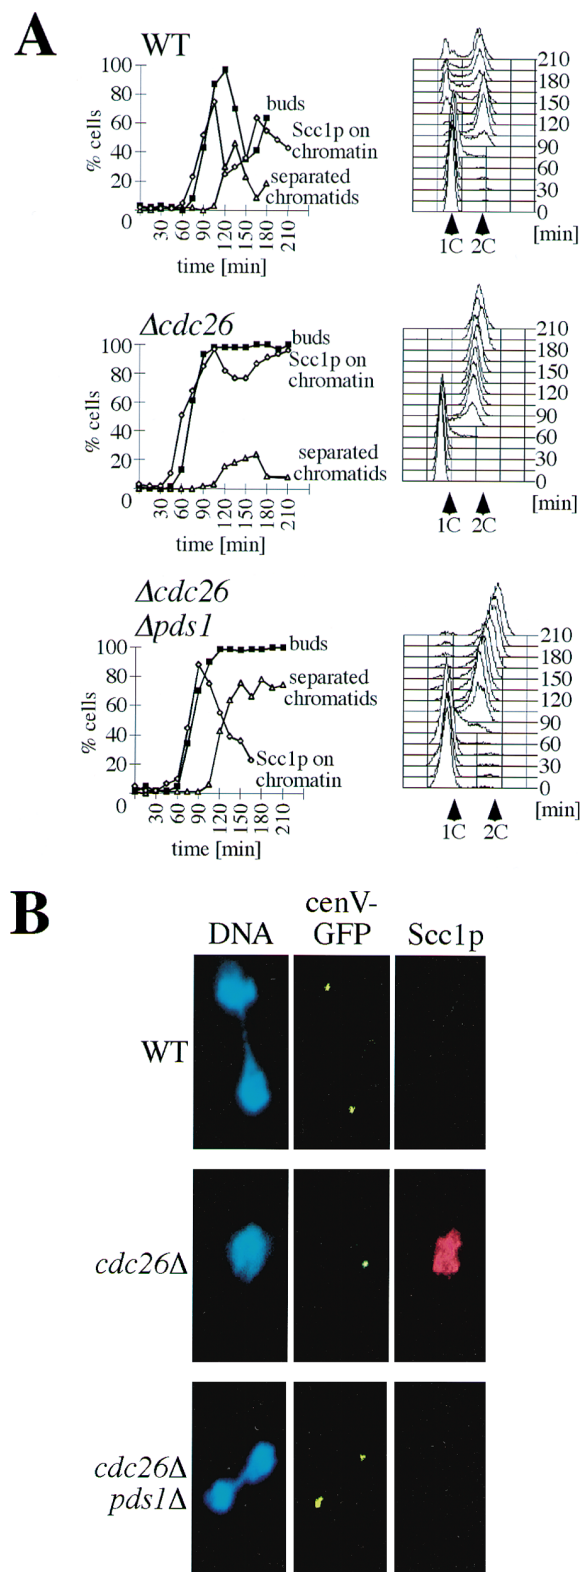 A
WT
% cells
100
80
60
40
20
0
buds
Scc1p on
chromatin
separated
chromatids
30 60 90 120 150 180 210
time [min]
210
180
150
120
90
60
30
0
1C 2C [min]
Δcdc26
% cells
100
80
60
40
20
0
buds
Scc1p on
chromatin
separated
chromatids
30 60 90 120 150 180 210
time [min]
210
180
150
120
90
60
30
0
1C 2C [min]
Δcdc26
Δpds1
% cells
100
80
60
40
20
0
buds
separated
chromatids
Scc1p on
chromatin
30 60 90 120 150 180 210
time [min]
210
180
150
120
90
60
30
0
1C 2C [min]
B
cenV-
DNA GFP Scc1p
WT
cdc26Δ
cdc26Δ
pds1Δ